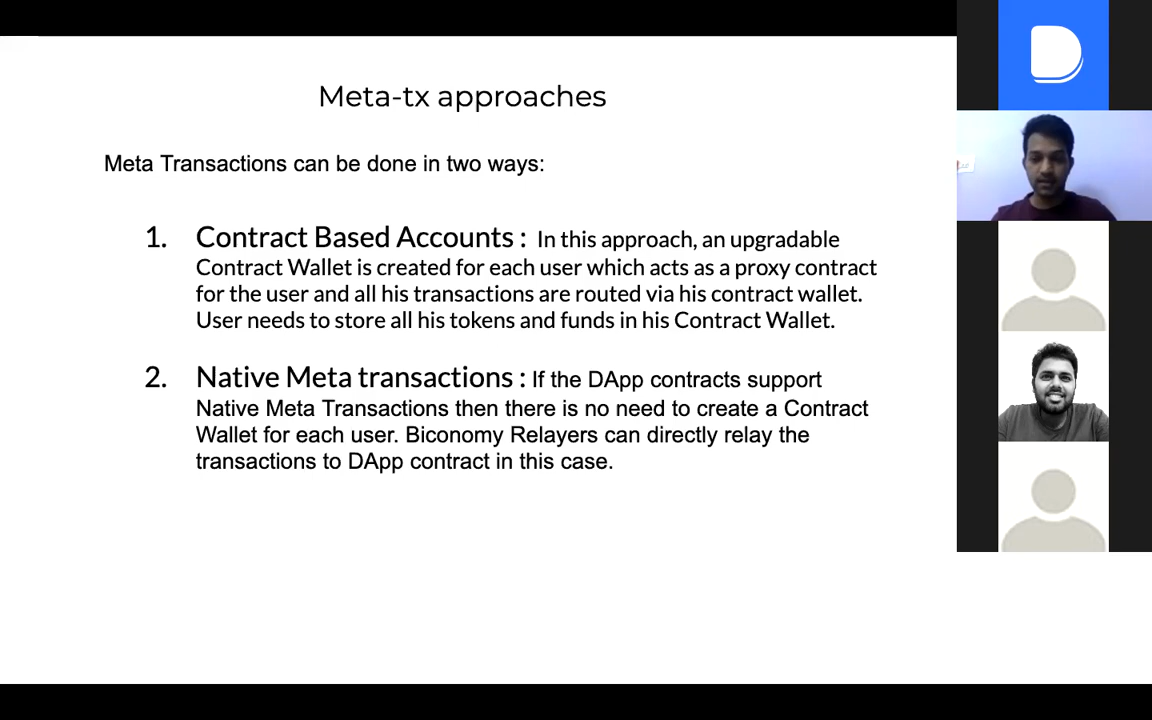 Meta-tx approaches
Meta Transactions can be done in two ways:
1. Contract Based Accounts : In this approach, an upgradable
Contract Wallet is created for each user which acts as a proxy contract
for the user and all his transactions are routed via his contract wallet.
User needs to store all his tokens and funds in his Contract Wallet.
2. Native Meta transactions : If the DApp contracts support
Native Meta Transactions then there is no need to create a Contract
Wallet for each user. Biconomy Relayers can directly relay the
transactions to DApp contract in this case.